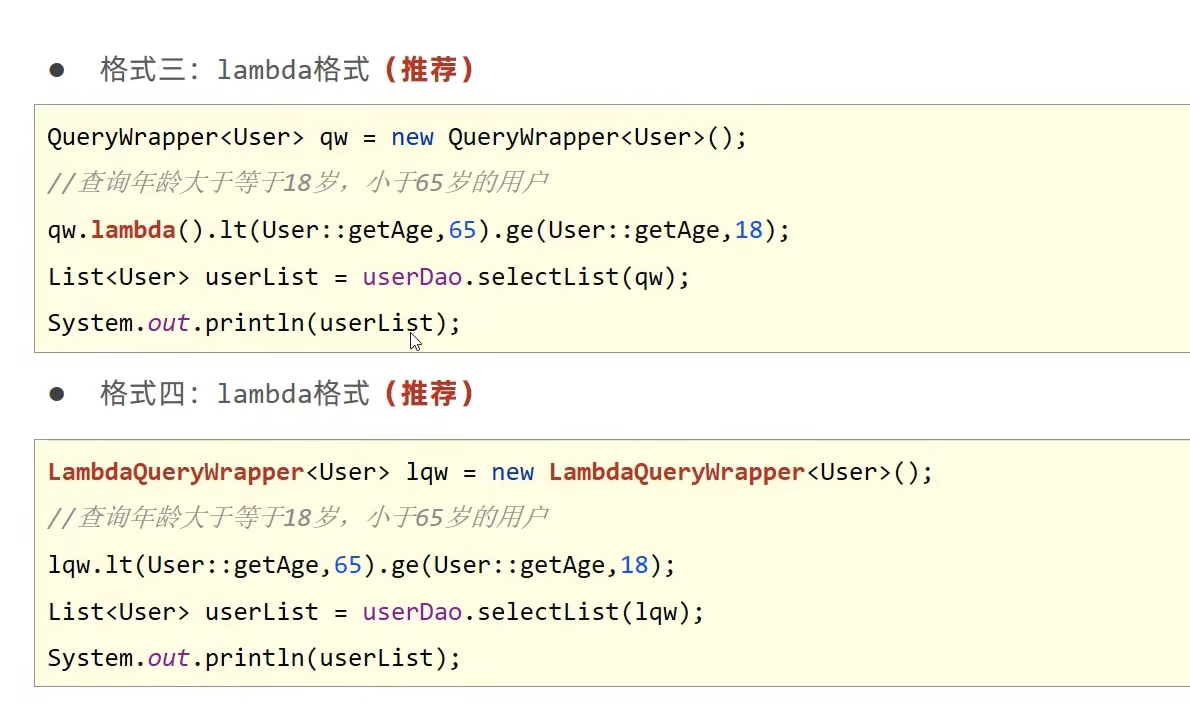 ● 格式三：lambda格式（推荐）
QueryWrapper<User> qw = new QueryWrapper<User>();
//查询年龄大于等于18岁，小于65岁的用户
qw.lambda().lt(User::getAge,65).ge(User::getAge,18);
List<User> userList = userDao.selectList(qw);
System.out.println(userList);
● 格式四：lambda格式（推荐）
LambdaQueryWrapper<User> lqw = new LambdaQueryWrapper<User>();
//查询年龄大于等于18岁，小于65岁的用户
lqw.lt(User::getAge,65).ge(User::getAge,18);
List<User> userList = userDao.selectList(lqw);
System.out.println(userList);